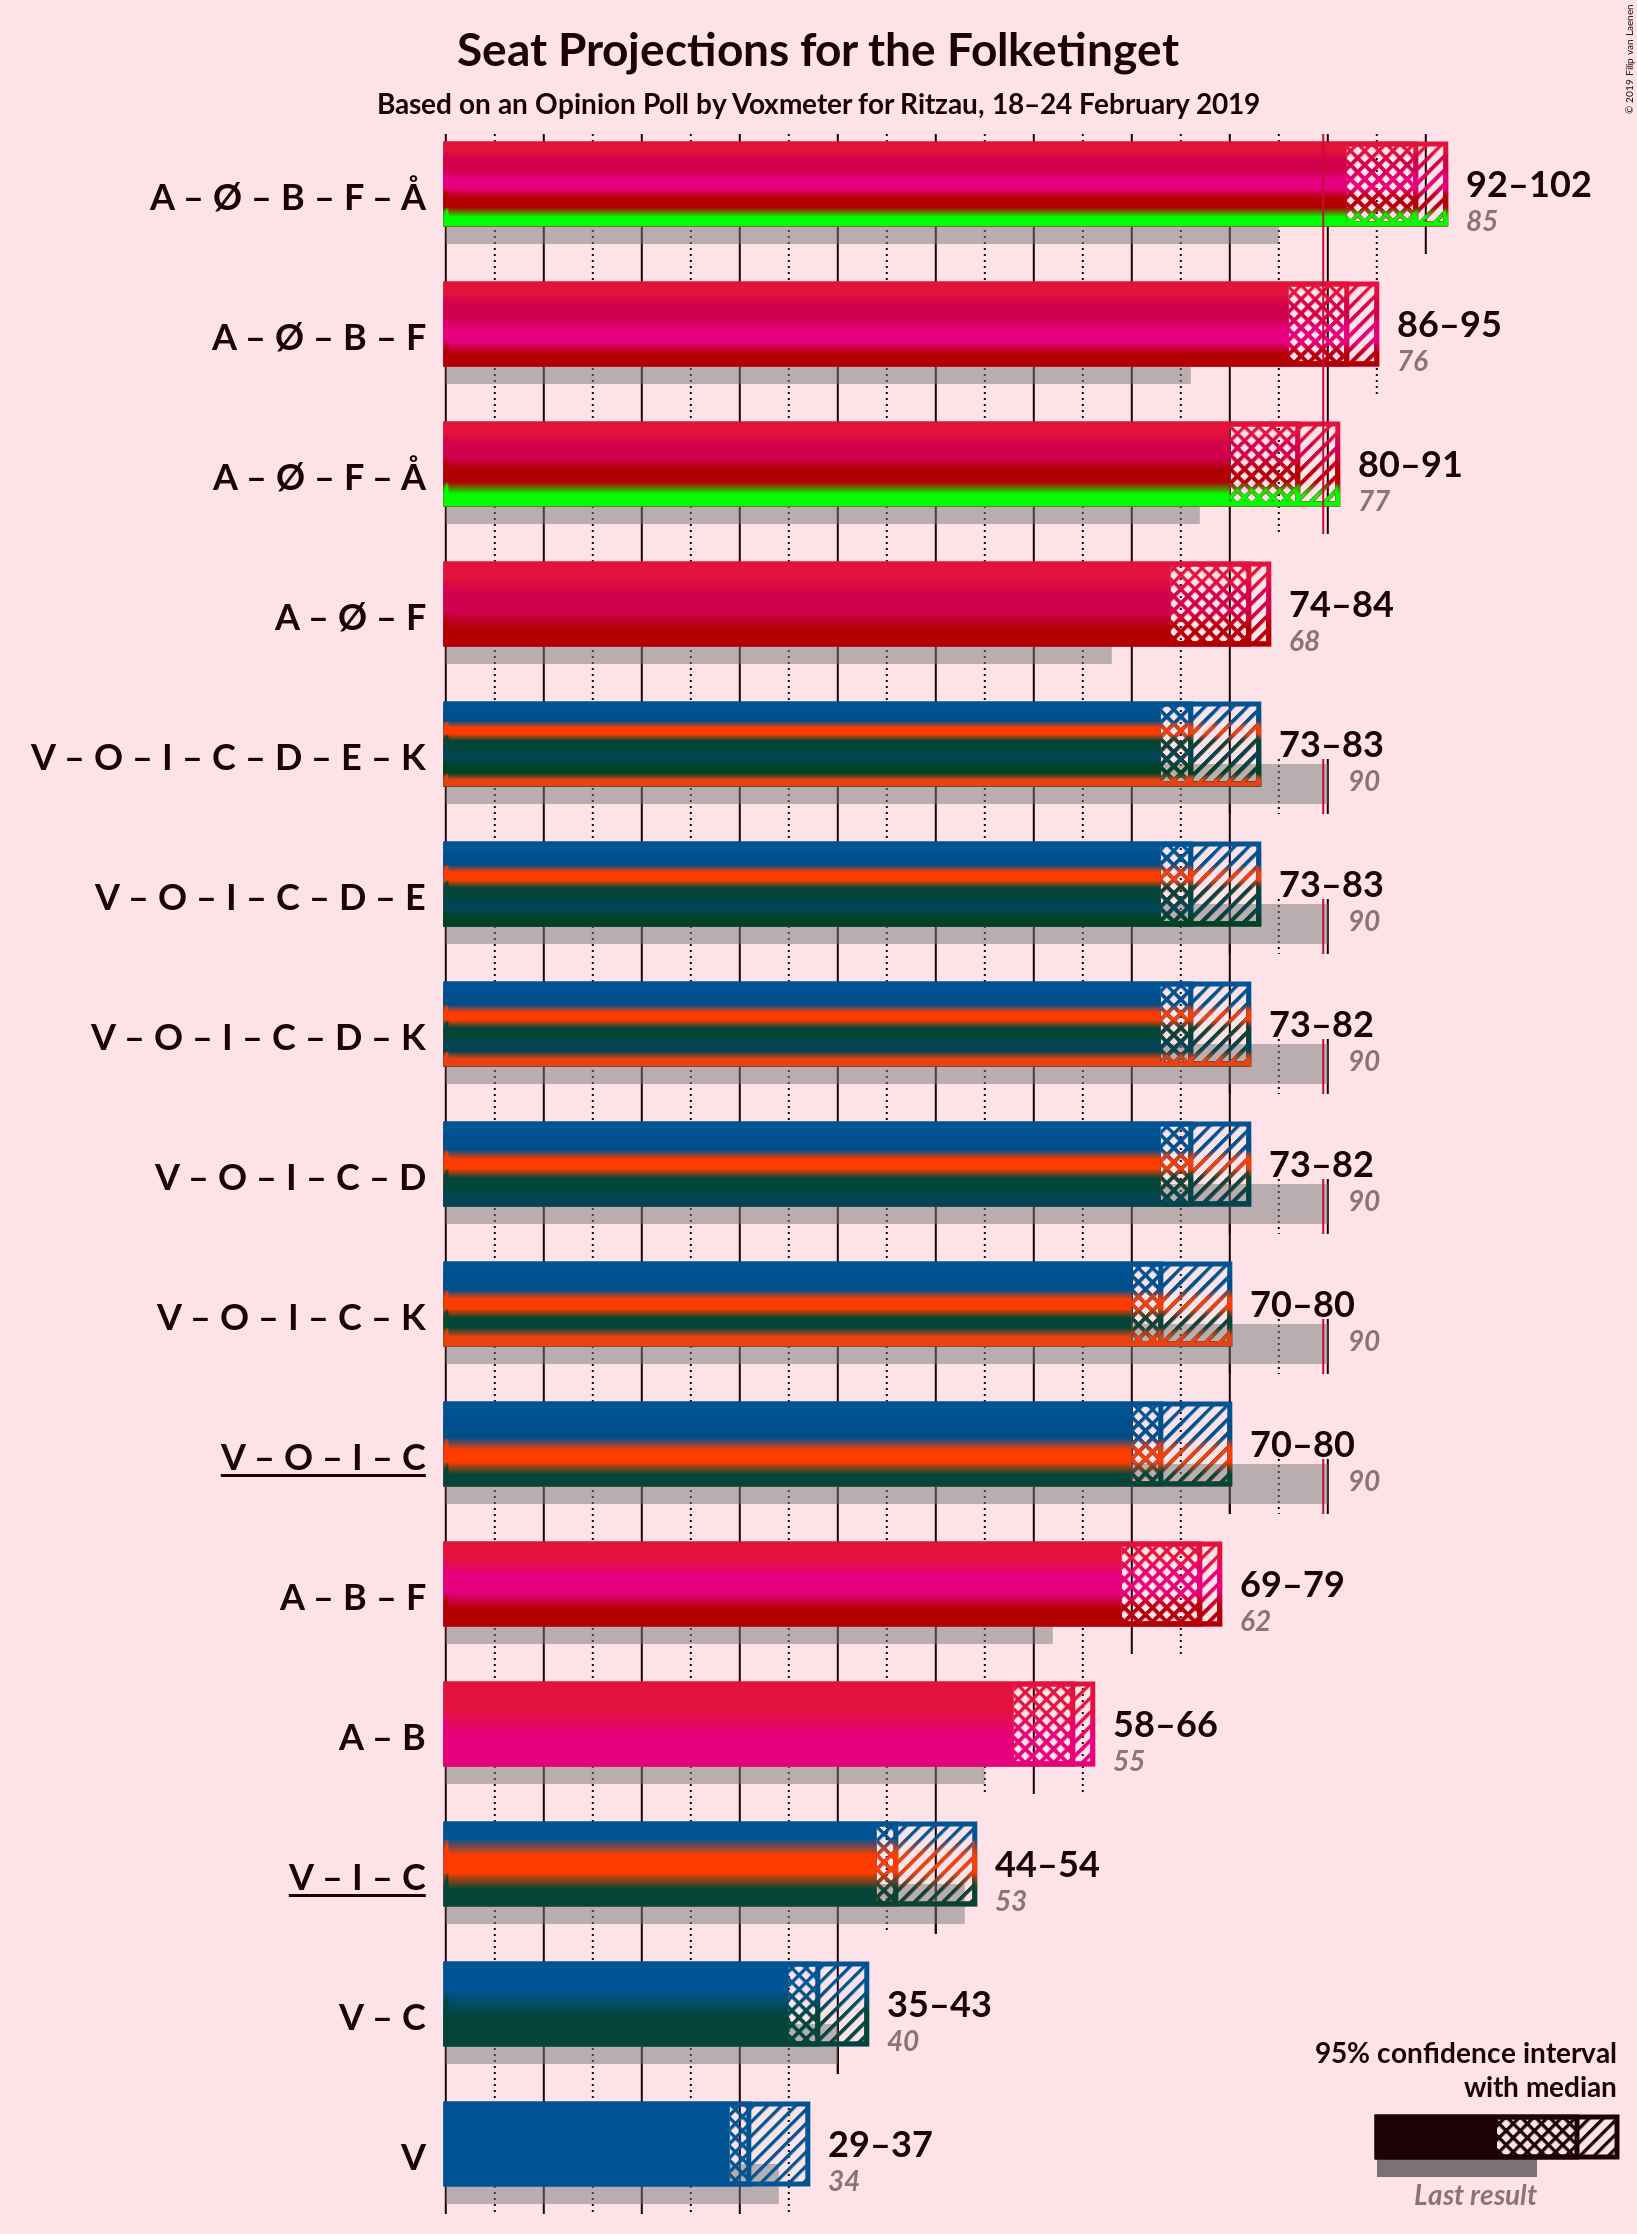 Seat Projections for the Folketinget
Based on an Opinion Poll by Voxmeter for Ritzau, 18–24 February 2019
© 2019 Filip van Laenen
A – Ø – B – F – Å
92–102
85
A – Ø – B – F
86–95
76
A – Ø – F – Å
80–91
77
A – Ø – F
74–84
68
V – O – I – C – D – E – K
73–83
90
V – O – I – C – D – E
73–83
90
V – O – I – C – D – K
73–82
90
V – O – I – C – D
73–82
90
V – O – I – C – K
70–80
90
V – O – I – C
70–80
90
A – B – F
69–79
62
A – B
58–66
55
V – I – C
44–54
53
V – C
35–43
40
V
29–37
34
95% confidence interval
with median
Last result